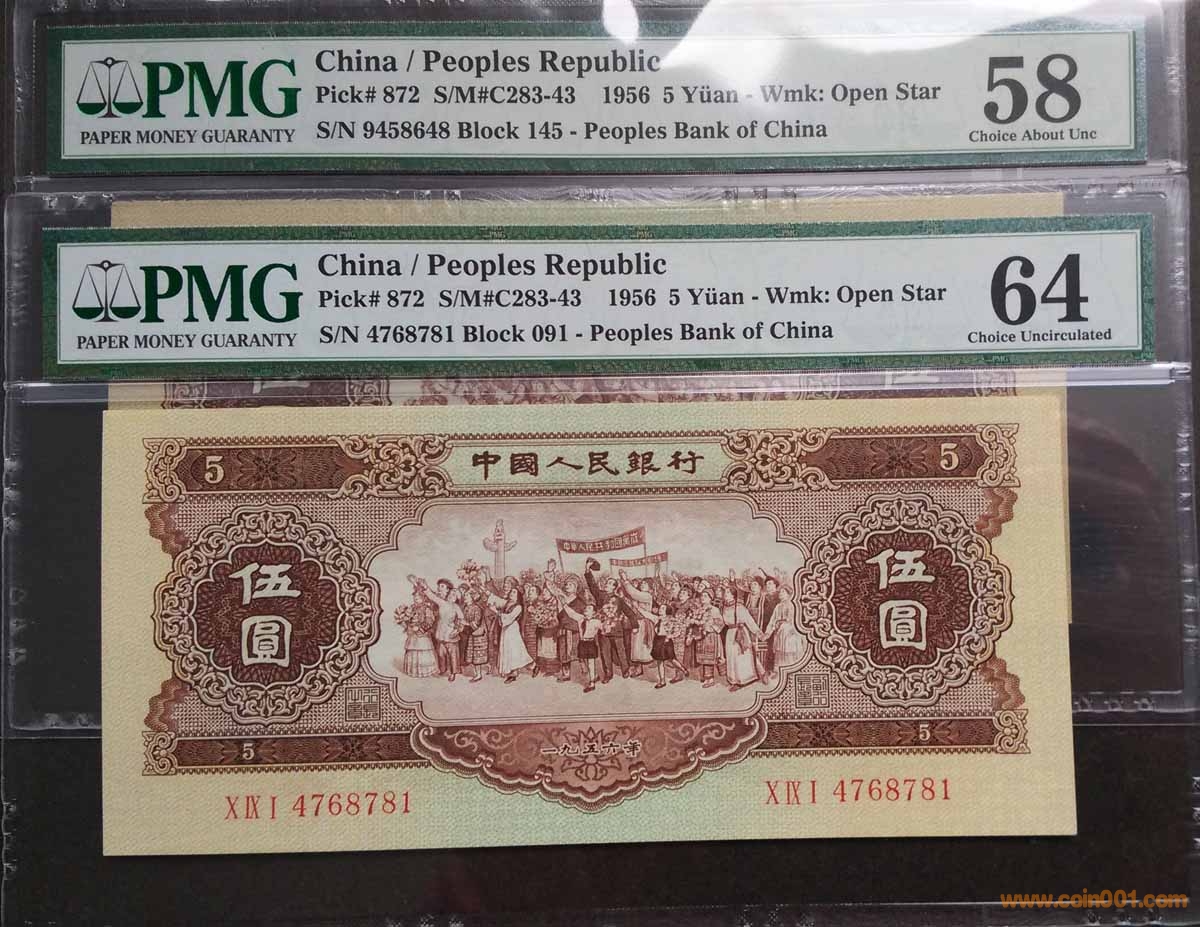 PMG
PAPER MONEY GUARANTY
China / Peoples Republic
Pick# 872 S/M#C283-43 1956 5 Yüan - Wmk: Open Star
S/N 9458648 Block 145 - Peoples Bank of China
58
Choice About Unc
PMG
PAPER MONEY GUARANTY
China / Peoples Republic
Pick# 872 S/M#C283-43 1956 5 Yüan - Wmk: Open Star
S/N 4768781 Block 091 - Peoples Bank of China
64
Choice Uncirculated
5 中國人民銀行 5
伍圓 伍圓
5 一九五六年 5
X IX I 4768781 X IX I 4768781
www.coin001.com